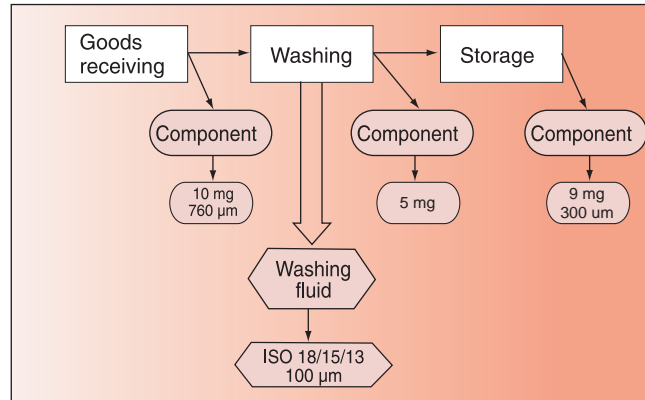 Goods
receiving
Washing
Storage
Component
Component
Component
10 mg
760 µm
5 mg
9 mg
300 um
Washing
fluid
ISO 18/15/13
100 µm